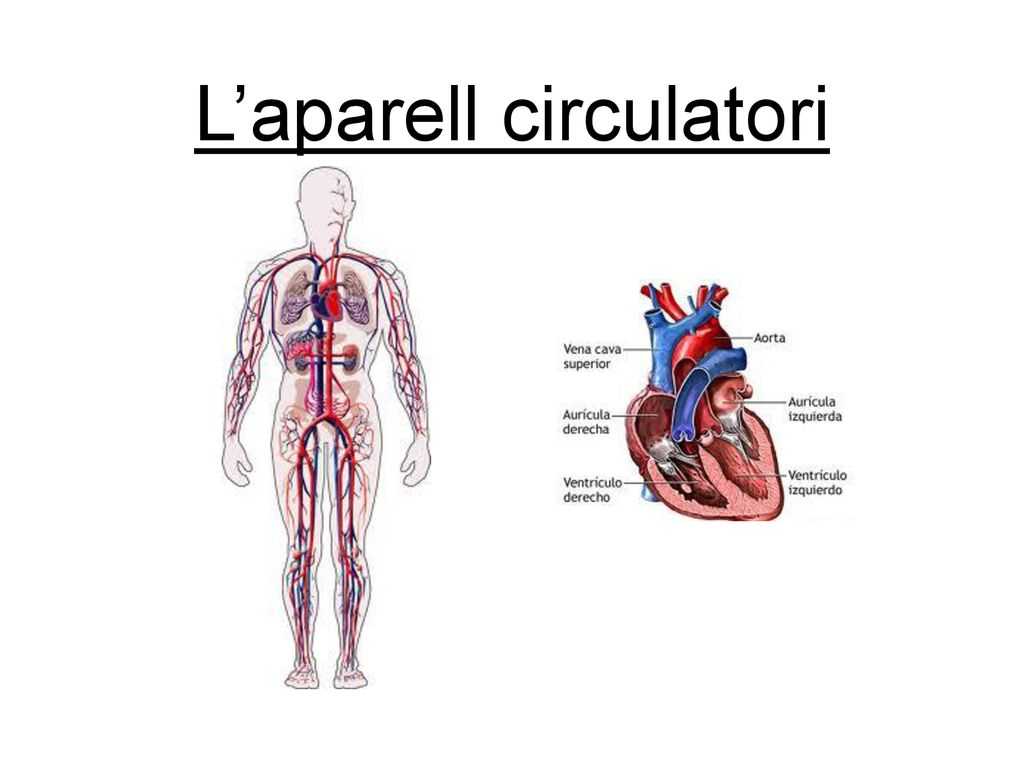 L’aparell circulatori
Vena cava
superior
Aorta
Aurícula
derecha
Aurícula
izquierda
Ventrículo
derecho
Ventrículo
izquierdo